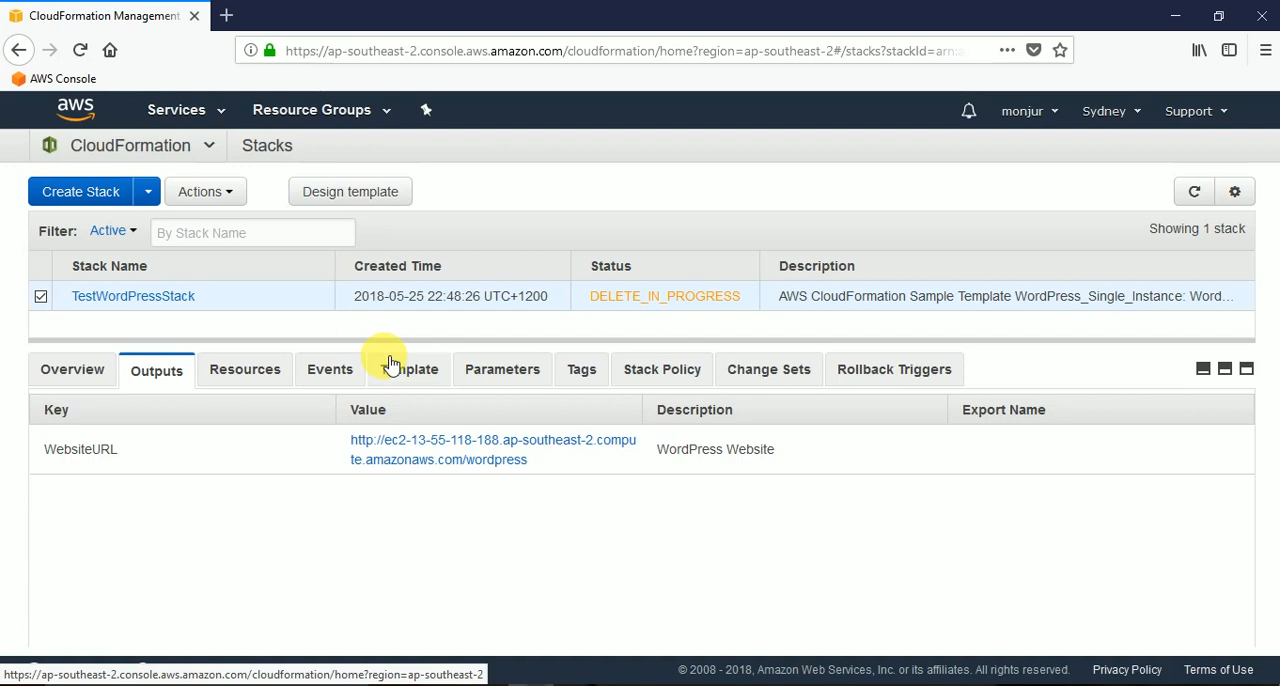 CloudFormation Management
https://ap-southeast-2.console.aws.amazon.com/cloudformation/home?region=ap-southeast-2#/stacks?stackId=arn:a
AWS Console
aws Services Resource Groups monjur Sydney Support
CloudFormation Stacks
Create Stack Actions Design template
Filter: Active By Stack Name Showing 1 stack
Stack Name Created Time Status Description
TestWordPressStack 2018-05-25 22:48:26 UTC+1200 DELETE_IN_PROGRESS AWS CloudFormation Sample Template WordPress_Single_Instance: Word...
Overview Outputs Resources Events Template Parameters Tags Stack Policy Change Sets Rollback Triggers
Key Value Description Export Name
WebsiteURL http://ec2-13-55-118-188.ap-southeast-2.compu WordPress Website
te.amazonaws.com/wordpress
© 2008 - 2018, Amazon Web Services, Inc. or its affiliates. All rights reserved. Privacy Policy Terms of Use
https://ap-southeast-2.console.aws.amazon.com/cloudformation/home?region=ap-southeast-2